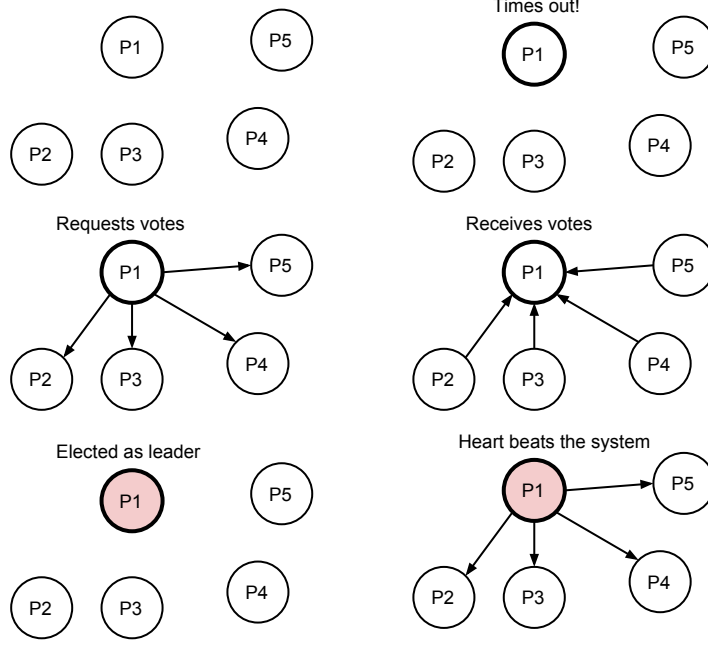 Times out!
P1
P5
P1
P5
P2
P3
P4
P2
P3
P4
Requests votes
Receives votes
P1
P5
P1
P5
P2
P3
P4
P2
P3
P4
Elected as leader
Heart beats the system
P1
P5
P1
P5
P2
P3
P4
P2
P3
P4